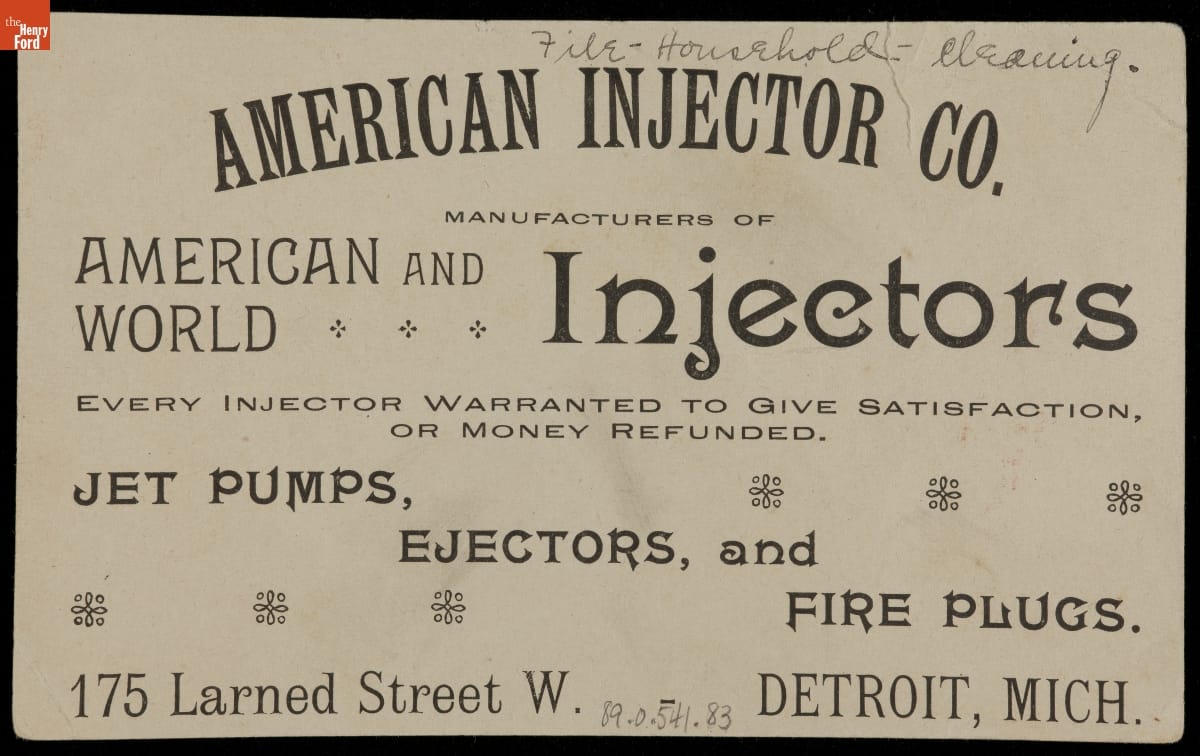 the
Henry
Ford
File - Household - Cleaning.
AMERICAN INJECTOR CO.
MANUFACTURERS OF
AMERICAN AND
WORLD
Injectors
EVERY INJECTOR WARRANTED TO GIVE SATISFACTION,
OR MONEY REFUNDED.
JET PUMPS,
EJECTORS, and
FIRE PLUGS.
175 Larned Street W.
89.0.541.83
DETROIT, MICH.